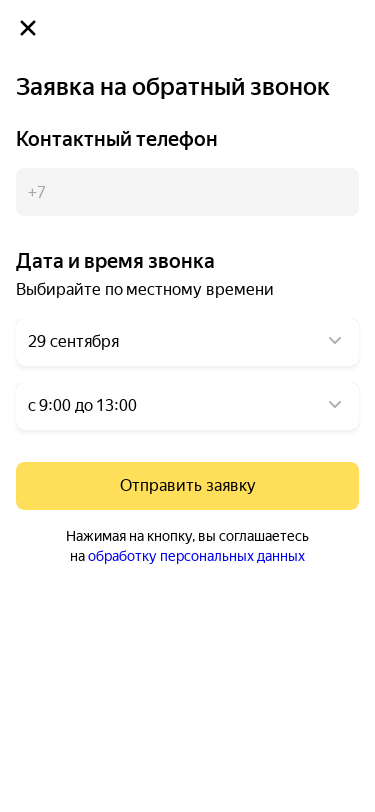 Заявка на обратный звонок
Контактный телефон
+7
Дата и время звонка
Выбирайте по местному времени
29 сентября
с 9:00 до 13:00
Отправить заявку
Нажимая на кнопку, вы соглашаетесь
на обработку персональных данных